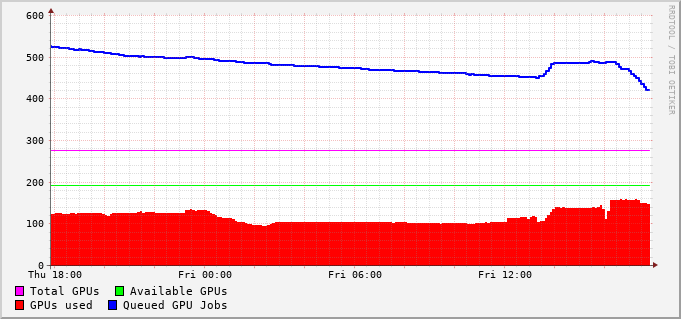 600
500
400
300
200
100
0
Thu 18:00 Fri 00:00 Fri 06:00 Fri 12:00
Total GPUs Available GPUs
GPUs used Queued GPU Jobs
RRDTOOL / TOBI OETIKER